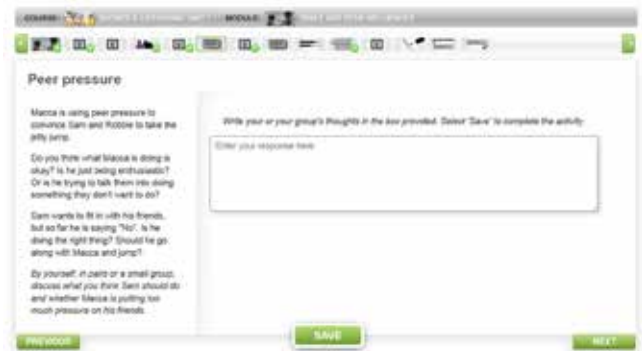 COURSE:
MODULE:
Peer pressure
Macca is using peer pressure to
convince Sam and Robbie to take the
jetty jump.
Do you think what Macca is doing is
okay? Is he just being enthusiastic?
Or is he trying to talk them into doing
something they don't want to do?
Sam wants to fit in with his friends,
but so far he is saying "No". Is he
doing the right thing? Should he go
along with Macca and jump?
By yourself, in pairs or a small group,
discuss what you think Sam should do
and whether Macca is putting too
much pressure on his friends.
Write your or your group's thoughts in the box provided. Select 'Save' to complete the activity.
Enter your response here
PREVIOUS
SAVE
NEXT